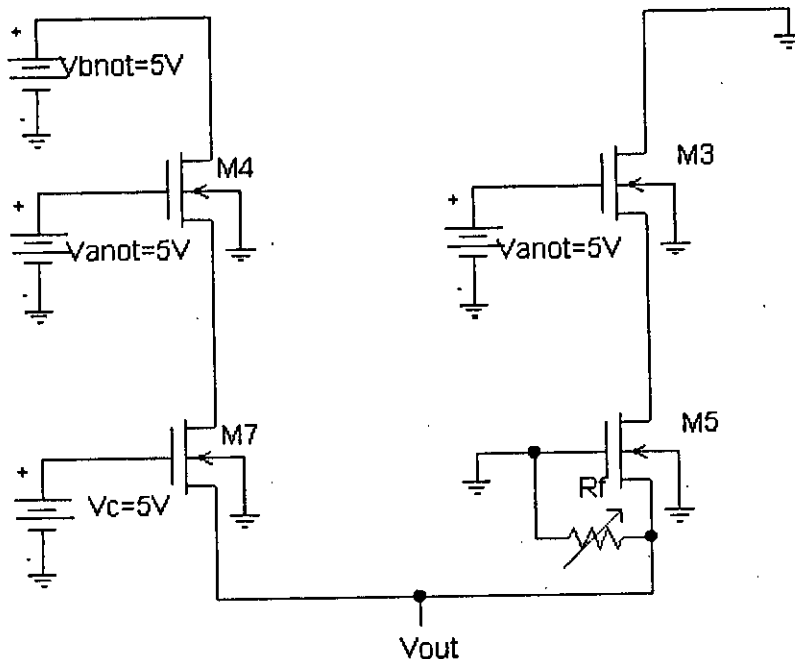 +
Vbnot=5V
M4
M3
+
Vanot=5V
+
Vanot=5V
M7
M5
+
Vc=5V
Rf
Vout